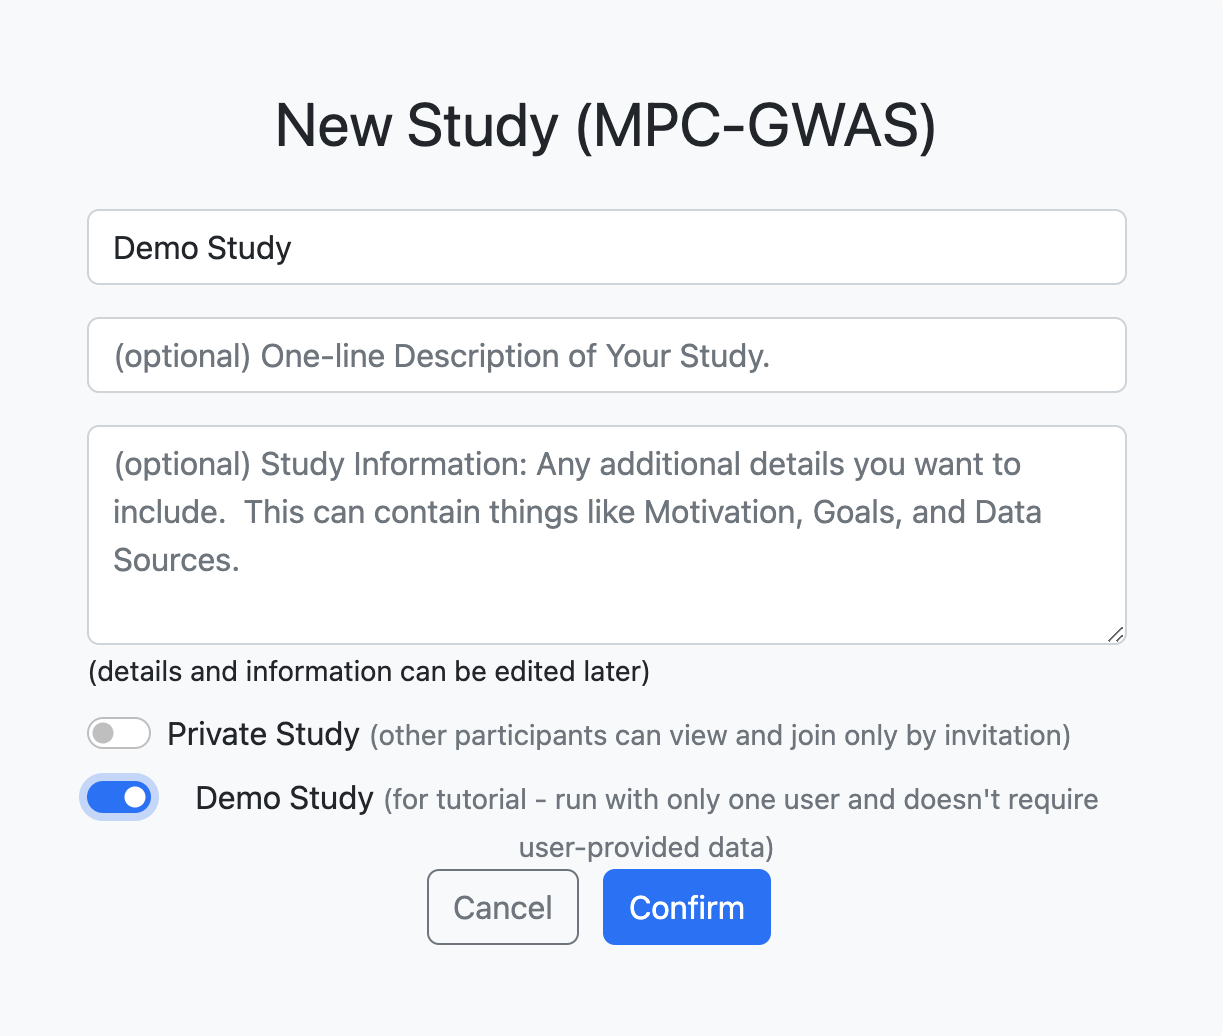 New Study (MPC-GWAS)
Demo Study
(optional) One-line Description of Your Study.
(optional) Study Information: Any additional details you want to
include.  This can contain things like Motivation, Goals, and Data
Sources.
(details and information can be edited later)
Private Study (other participants can view and join only by invitation)
Demo Study (for tutorial - run with only one user and doesn't require
user-provided data)
Cancel Confirm